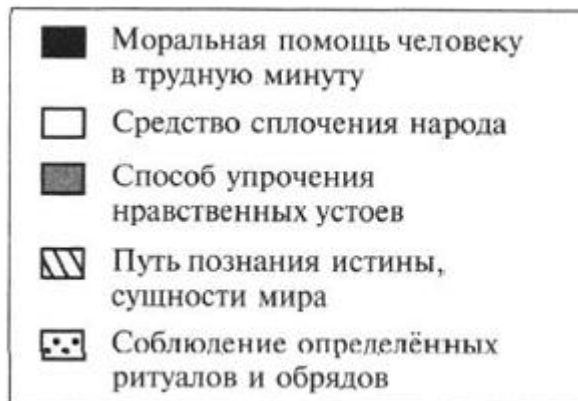 Моральная помощь человеку
в трудную минуту
Средство сплочения народа
Способ упрочения
нравственных устоев
Путь познания истины,
сущности мира
Соблюдение определённых
ритуалов и обрядов